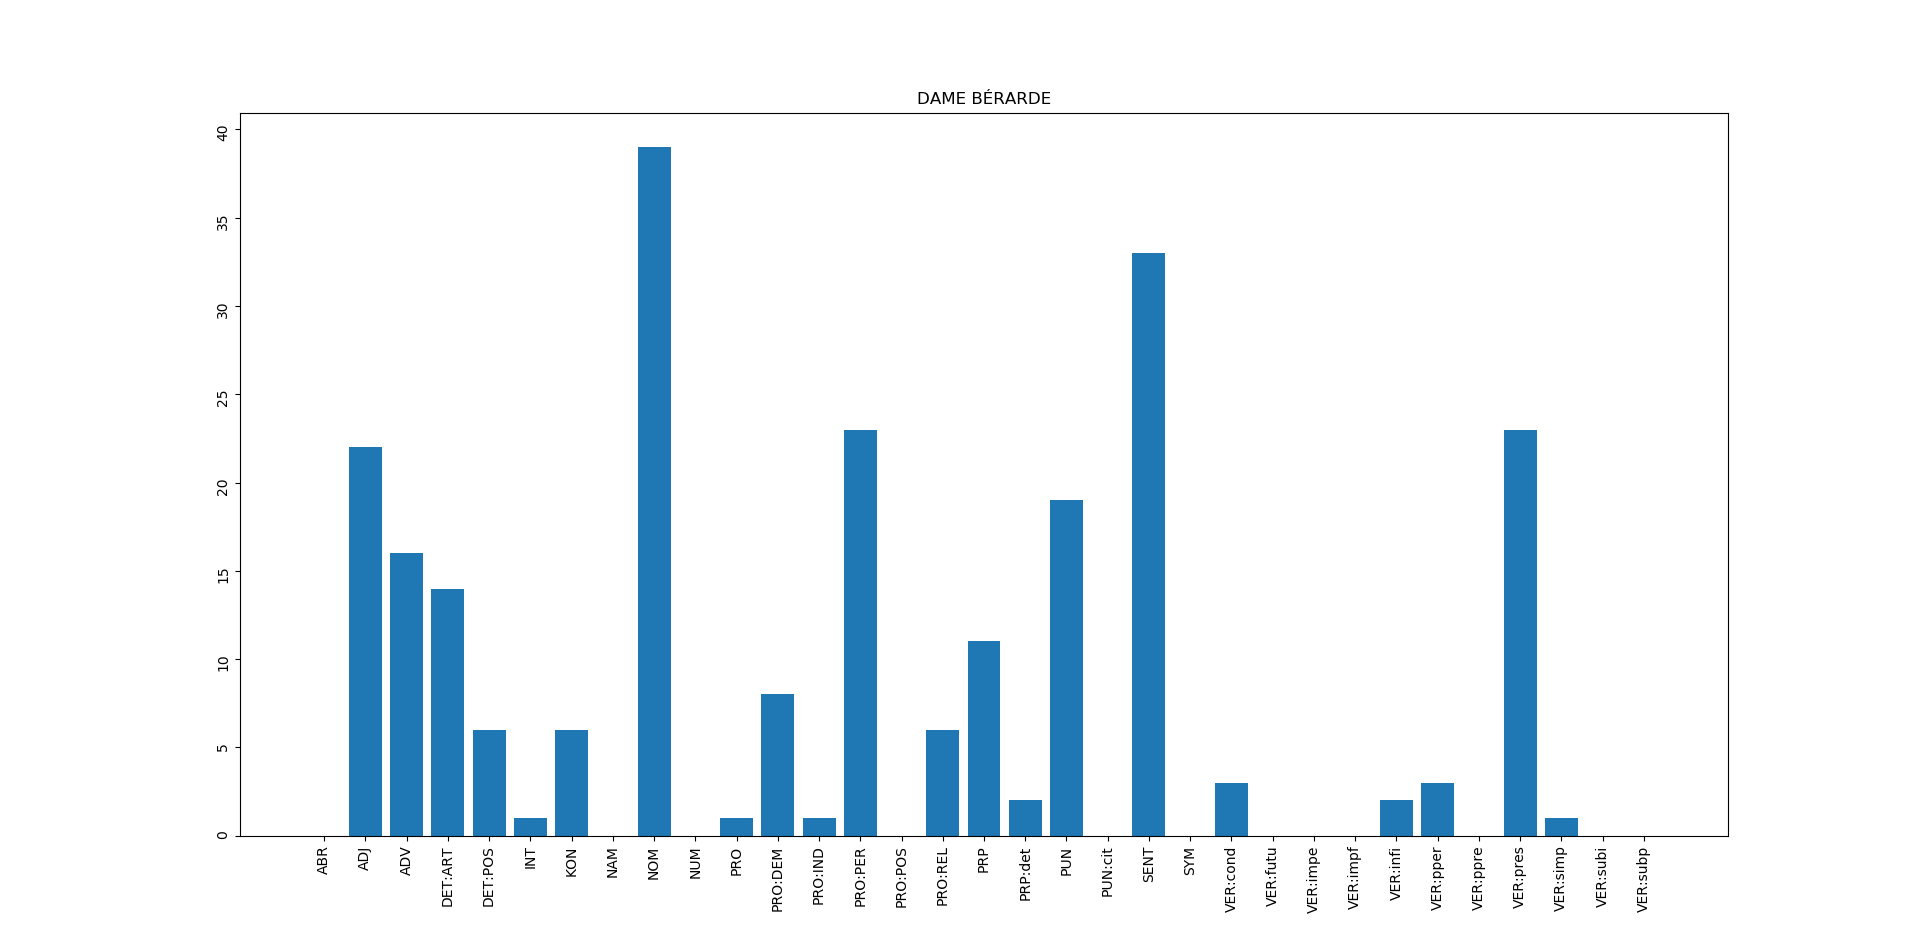 DAME BÉRARDE
40
35
30
25
20
15
10
5
0
ABR
ADJ
ADV
DET:ART
DET:POS
INT
KON
NAM
NOM
NUM
PRO
PRO:DEM
PRO:IND
PRO:PER
PRO:POS
PRO:REL
PRP
PRP:det
PUN
PUN:cit
SENT
SYM
VER:cond
VER:futu
VER:impe
VER:impf
VER:infi
VER:pper
VER:ppre
VER:pres
VER:simp
VER:subi
VER:subp